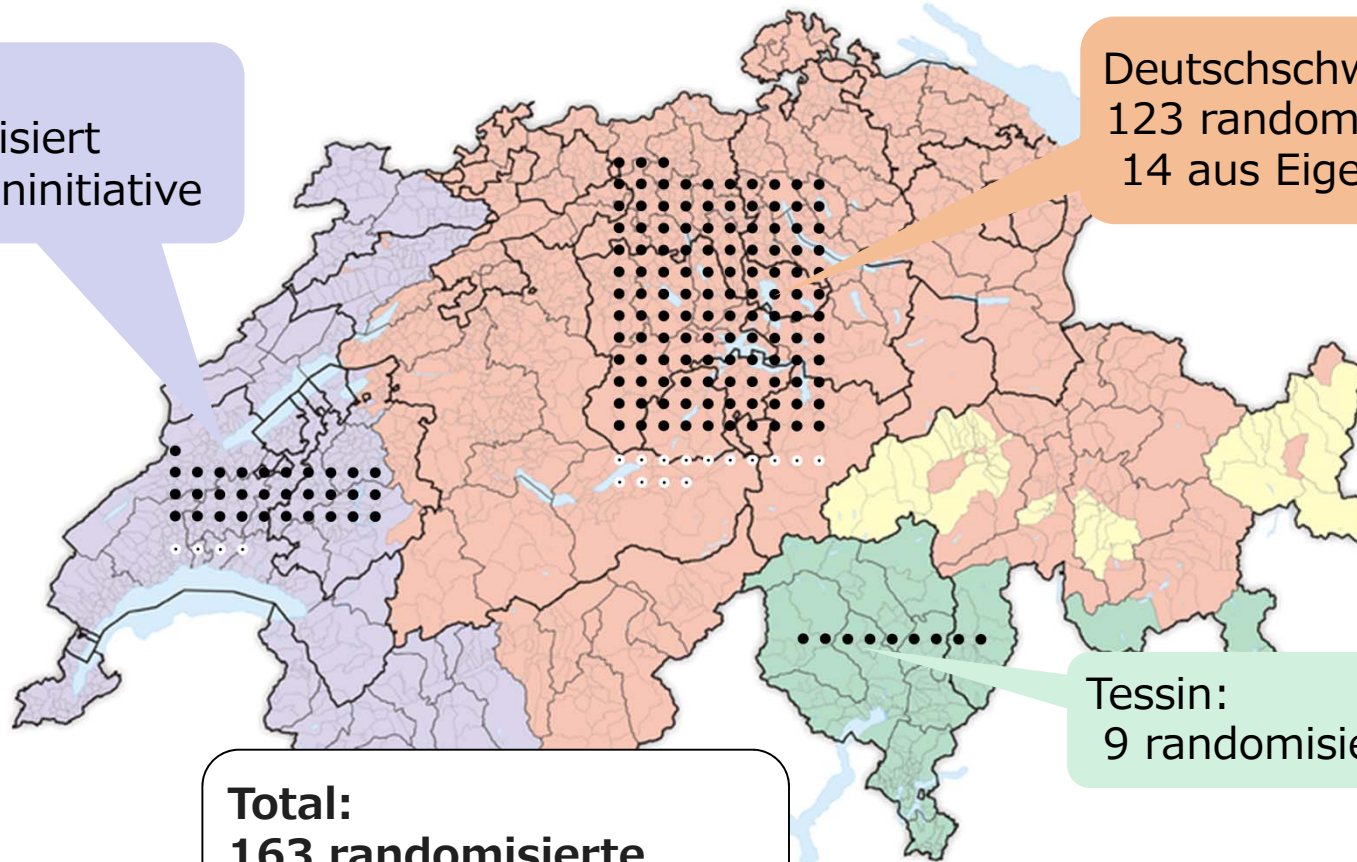 isiert
ninitiative
Deutschschw
123 random
14 aus Eige
Tessin:
9 randomisie
Total:
163 randomisierte